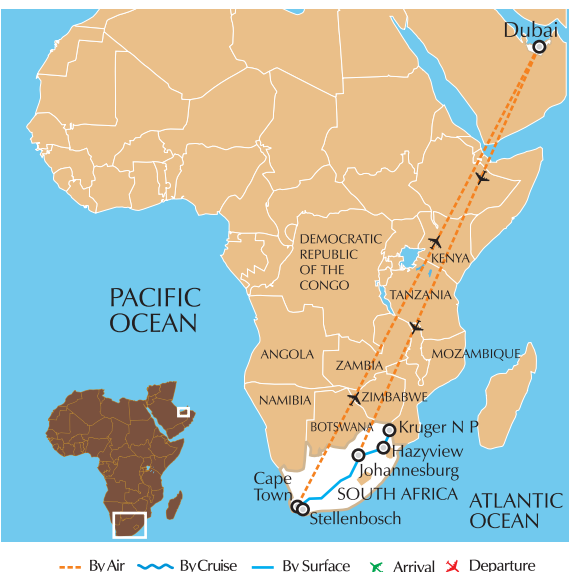 Dubai
DEMOCRATIC
REPUBLIC
OF THE
CONGO
KENYA
TANZANIA
PACIFIC
OCEAN
ANGOLA
ZAMBIA
MOZAMBIQUE
NAMIBIA
ZIMBABWE
BOTSWANA
Kruger N P
Hazyview
Johannesburg
Cape
Town
SOUTH AFRICA
Stellenbosch
ATLANTIC
OCEAN
By Air By Cruise By Surface Arrival Departure